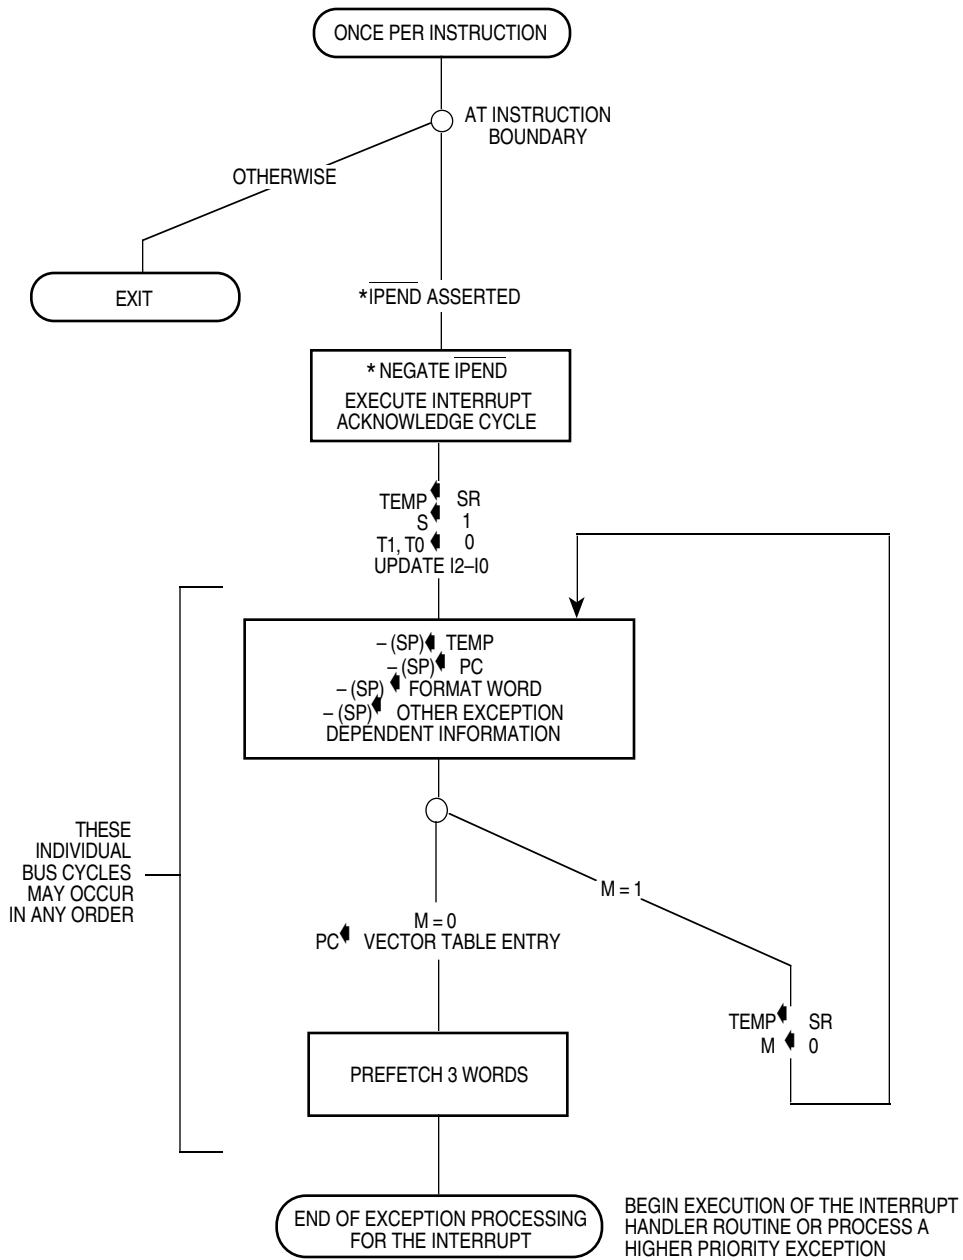 ONCE PER INSTRUCTION
AT INSTRUCTION
BOUNDARY
OTHERWISE
EXIT
*IPEND ASSERTED
* NEGATE IPEND
EXECUTE INTERRUPT
ACKNOWLEDGE CYCLE
TEMP SR
S 1
T1, T0 0
UPDATE I2–I0
– (SP) TEMP
– (SP) PC
– (SP) FORMAT WORD
– (SP) OTHER EXCEPTION
DEPENDENT INFORMATION
THESE
INDIVIDUAL
BUS CYCLES
MAY OCCUR
IN ANY ORDER
M = 1
M = 0
PC VECTOR TABLE ENTRY
TEMP SR
M 0
PREFETCH 3 WORDS
END OF EXCEPTION PROCESSING
FOR THE INTERRUPT
BEGIN EXECUTION OF THE INTERRUPT
HANDLER ROUTINE OR PROCESS A
HIGHER PRIORITY EXCEPTION